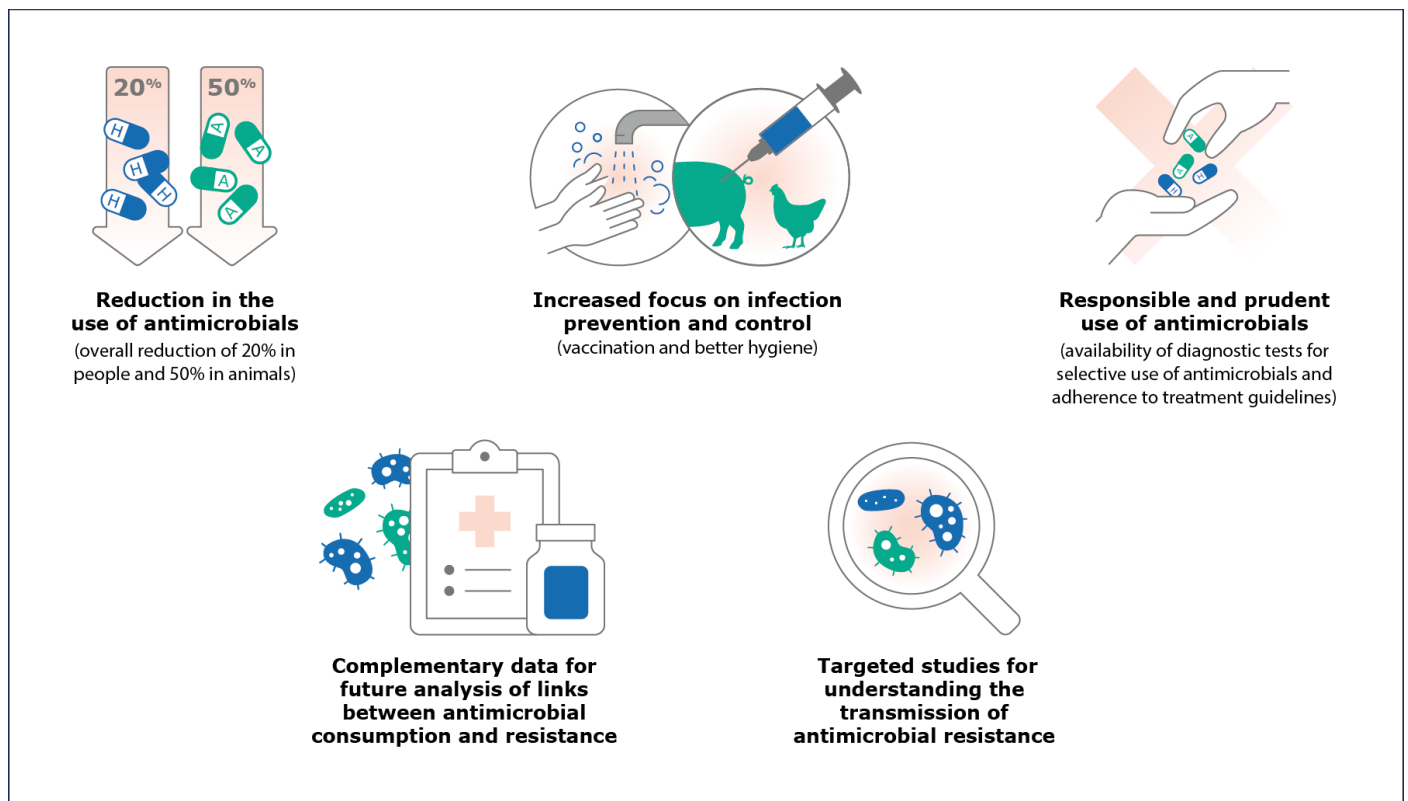 20%
50%
H
H
H
H
A
A
A
A
A
A
H
H
Reduction in the
use of antimicrobials
(overall reduction of 20% in
people and 50% in animals)
Increased focus on infection
prevention and control
(vaccination and better hygiene)
Responsible and prudent
use of antimicrobials
(availability of diagnostic tests for
selective use of antimicrobials and
adherence to treatment guidelines)
Complementary data for
future analysis of links
between antimicrobial
consumption and resistance
Targeted studies for
understanding the
transmission of
antimicrobial resistance